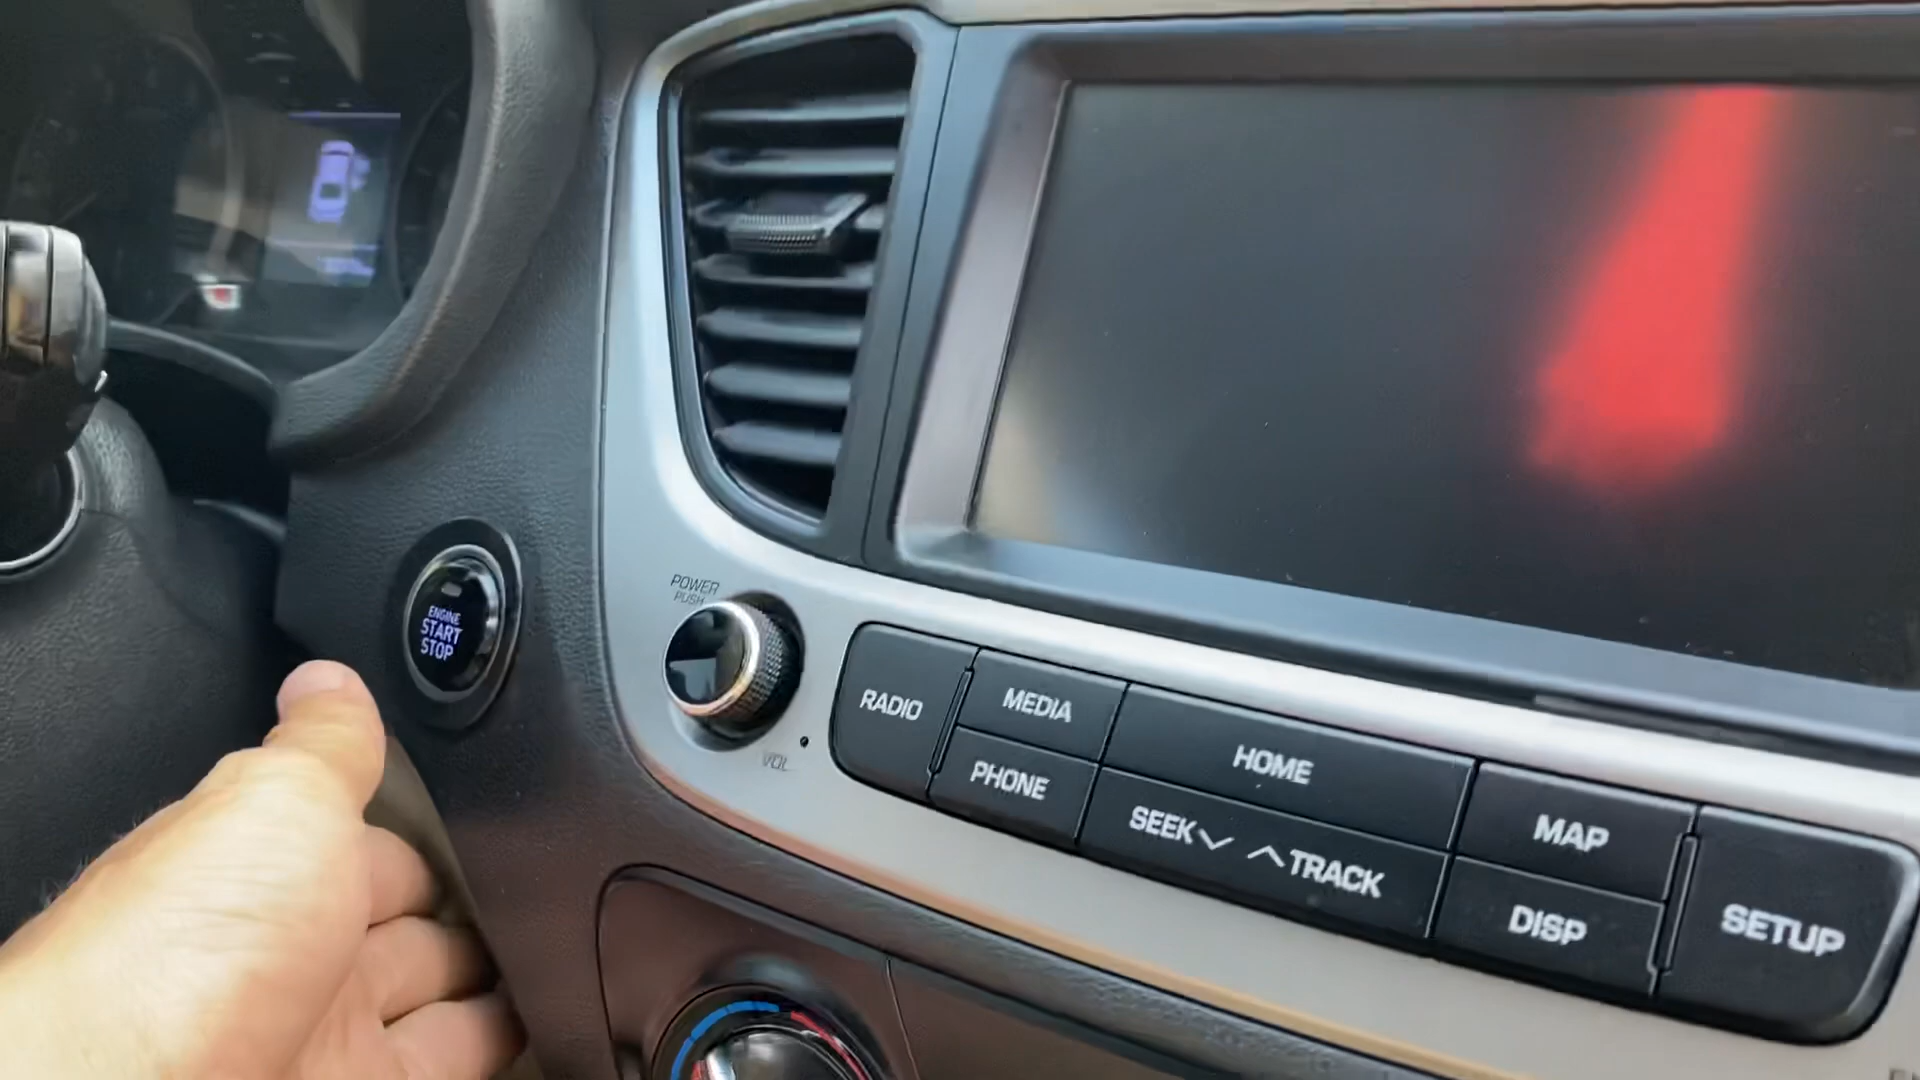 ENGINE
START
STOP
POWER
PUSH
VOL
RADIO
MEDIA
PHONE
HOME
SEEK TRACK
MAP
DISP
SETUP